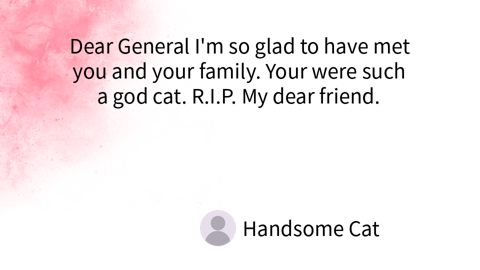 Dear General I'm so glad to have met
you and your family. Your were such
a god cat. R.I.P. My dear friend.
Handsome Cat